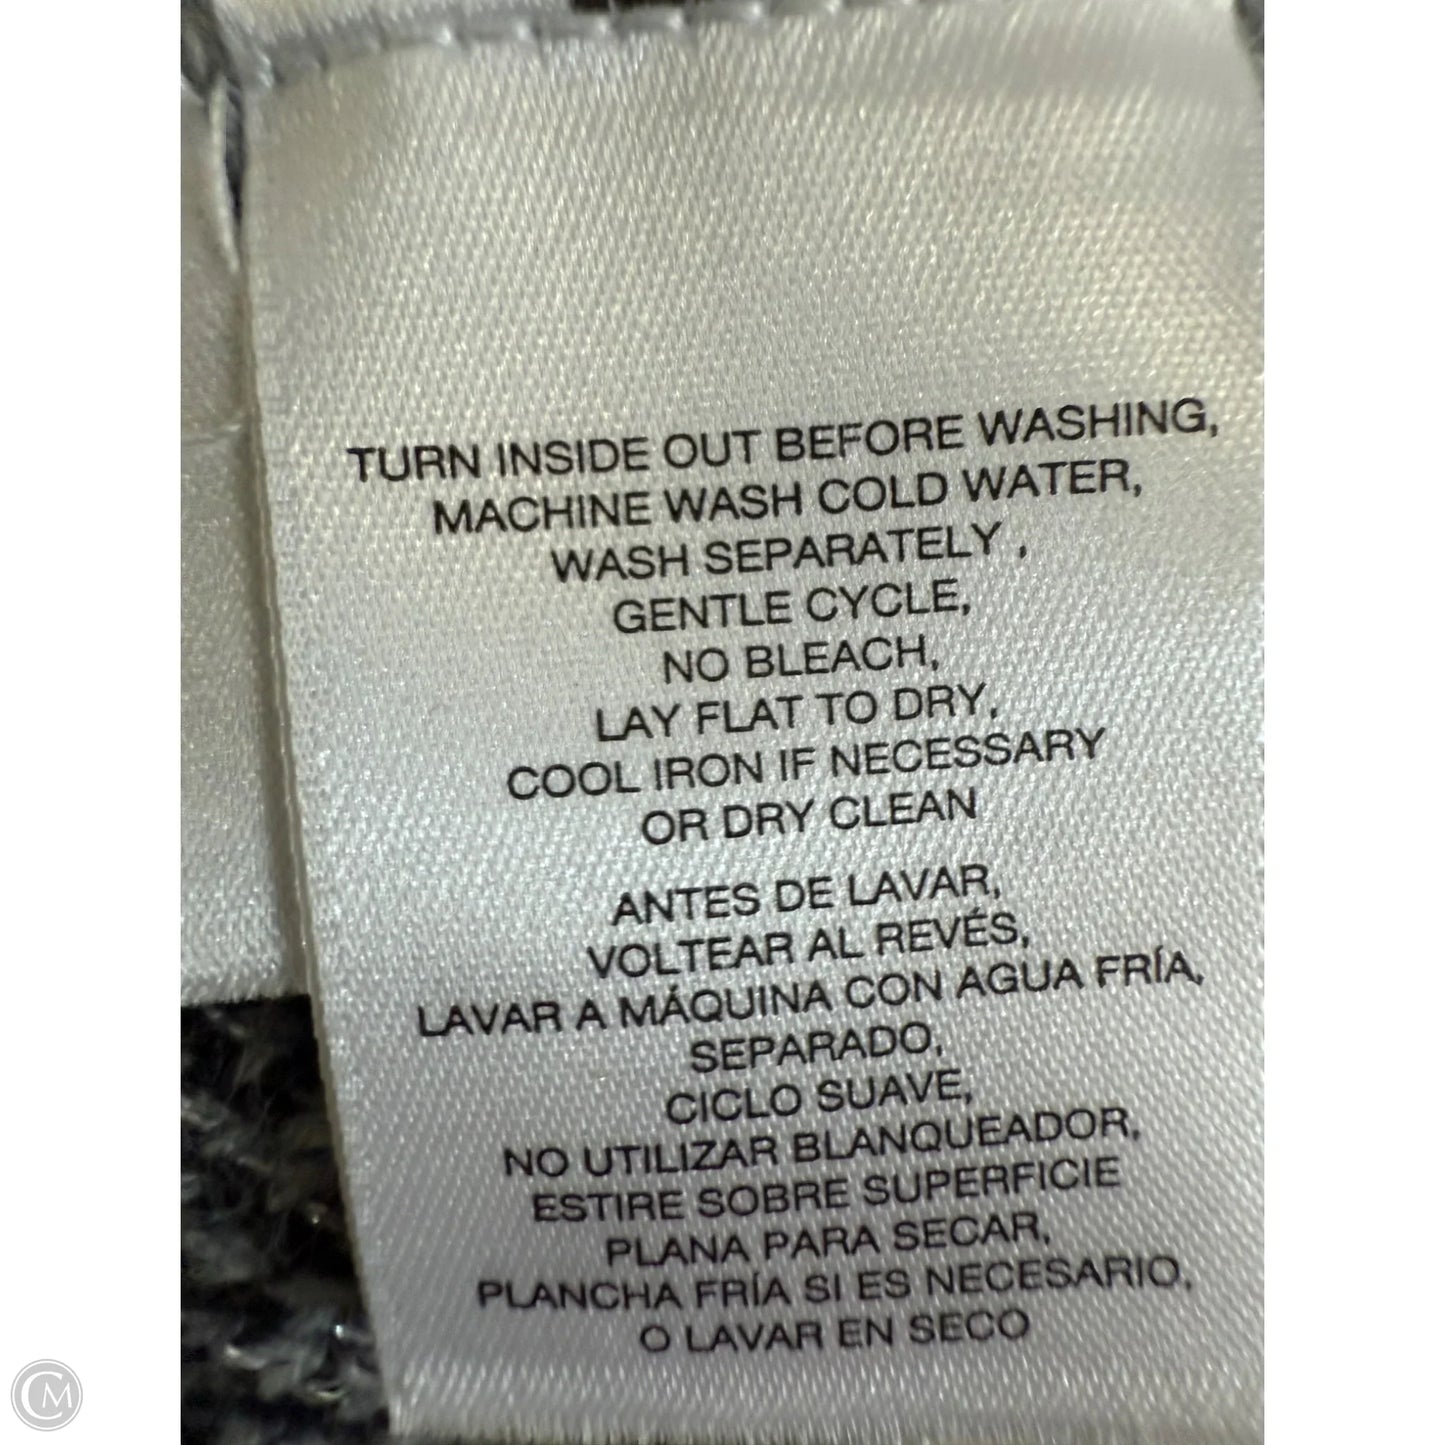 TURN INSIDE OUT BEFORE WASHING,
MACHINE WASH COLD WATER,
WASH SEPARATELY ,
GENTLE CYCLE,
NO BLEACH,
LAY FLAT TO DRY,
COOL IRON IF NECESSARY
OR DRY CLEAN
ANTES DE LAVAR,
VOLTEAR AL REVÉS,
LAVAR A MÁQUINA CON AGUA FRÍA,
SEPARADO,
CICLO SUAVE,
NO UTILIZAR BLANQUEADOR,
ESTIRE SOBRE SUPERFICIE
PLANA PARA SECAR,
PLANCHA FRÍA SI ES NECESARIO,
O LAVAR EN SECO
CM